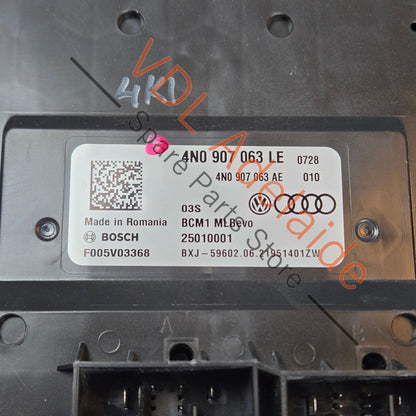 4K1
VDL Adelaide
Spare Parts Store
4N0 907 063 LE 0728
4N0 907 063 AE 010
03S
Made in Romania BCM1 MLBevo
BOSCH 25010001
F005V03368 BXJ-59602.06.21951401ZW
A B